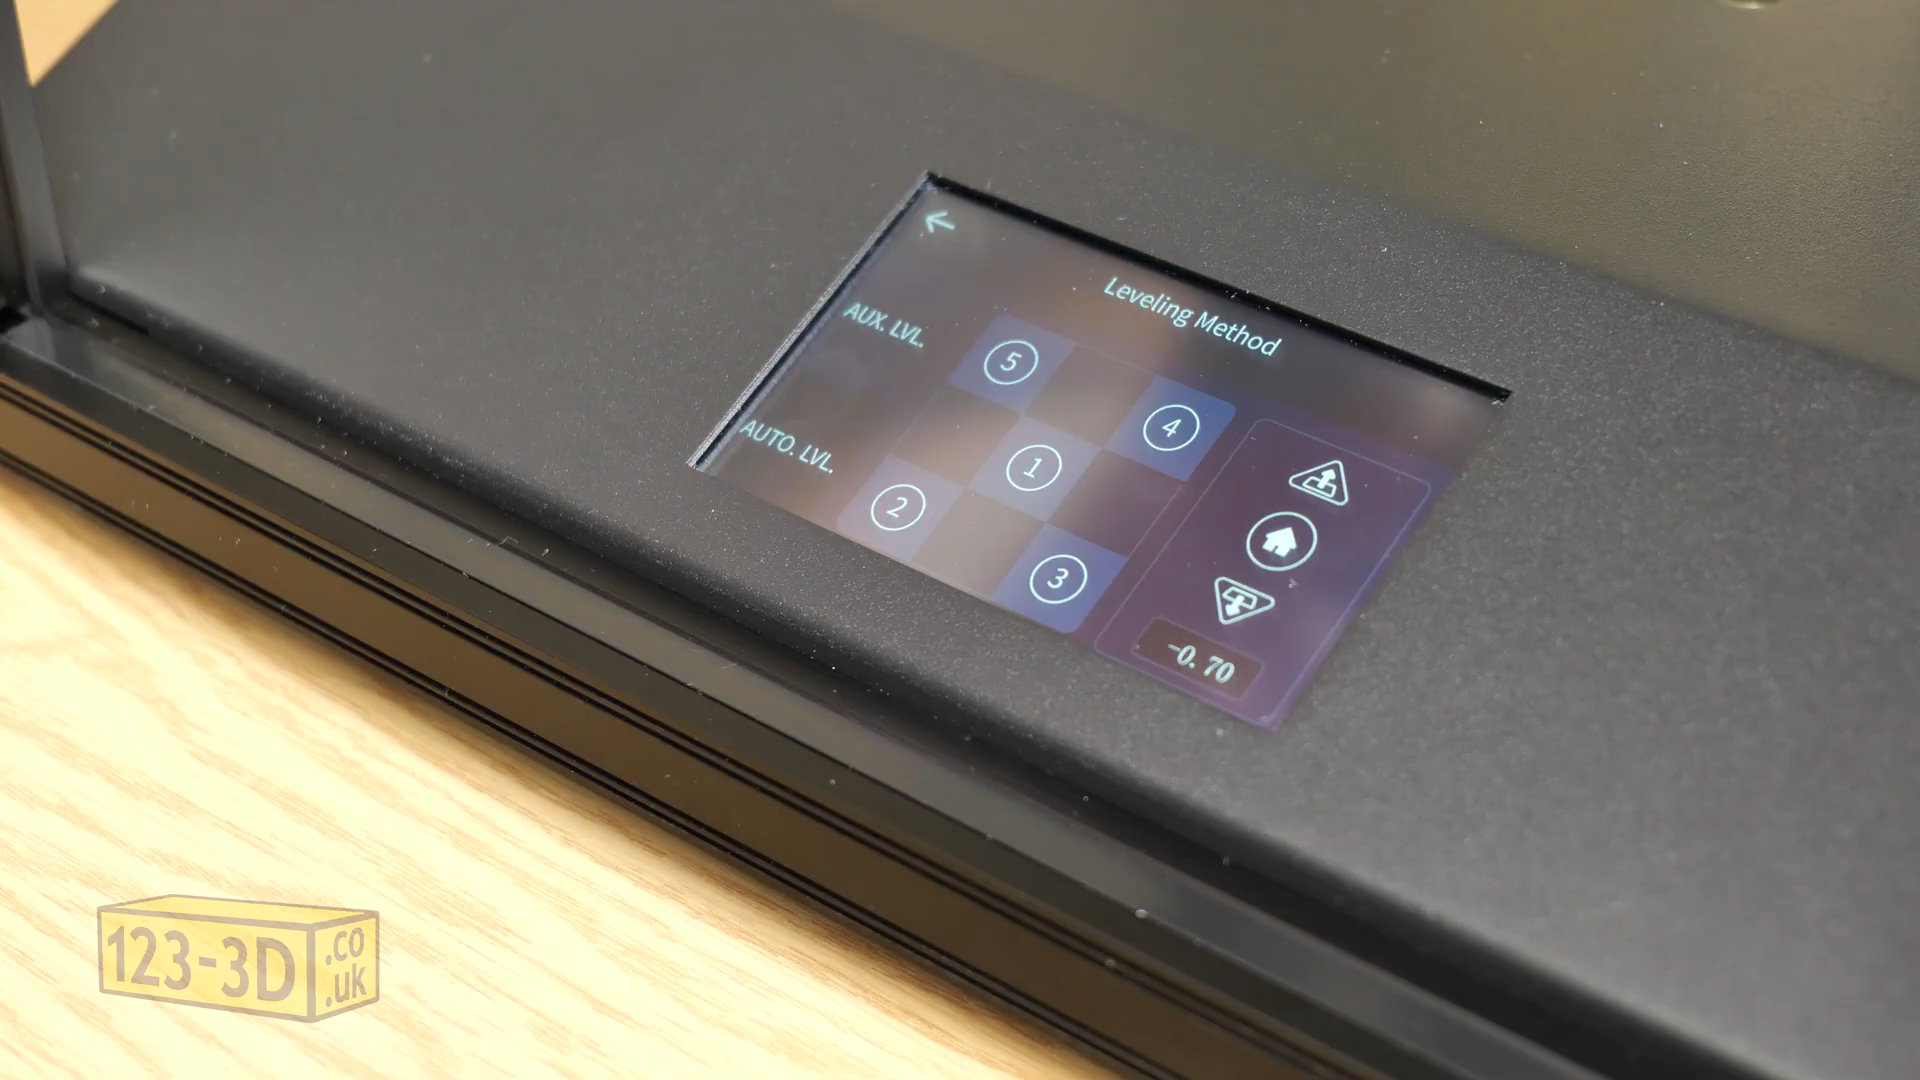 Leveling Method
AUX. LVL.
AUTO. LVL.
5
4
1
2
3
-0.70
123-3D
.co
.uk